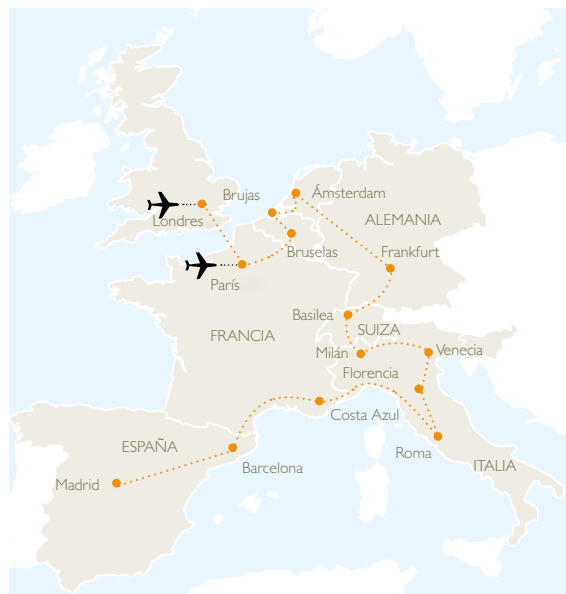 Brujas
Ámsterdam
Londres
ALEMANIA
Bruselas
Frankfurt
París
Basilea
FRANCIA
SUIZA
Milán
Venecia
Florencia
Costa Azul
ESPAÑA
Roma
Barcelona
ITALIA
Madrid